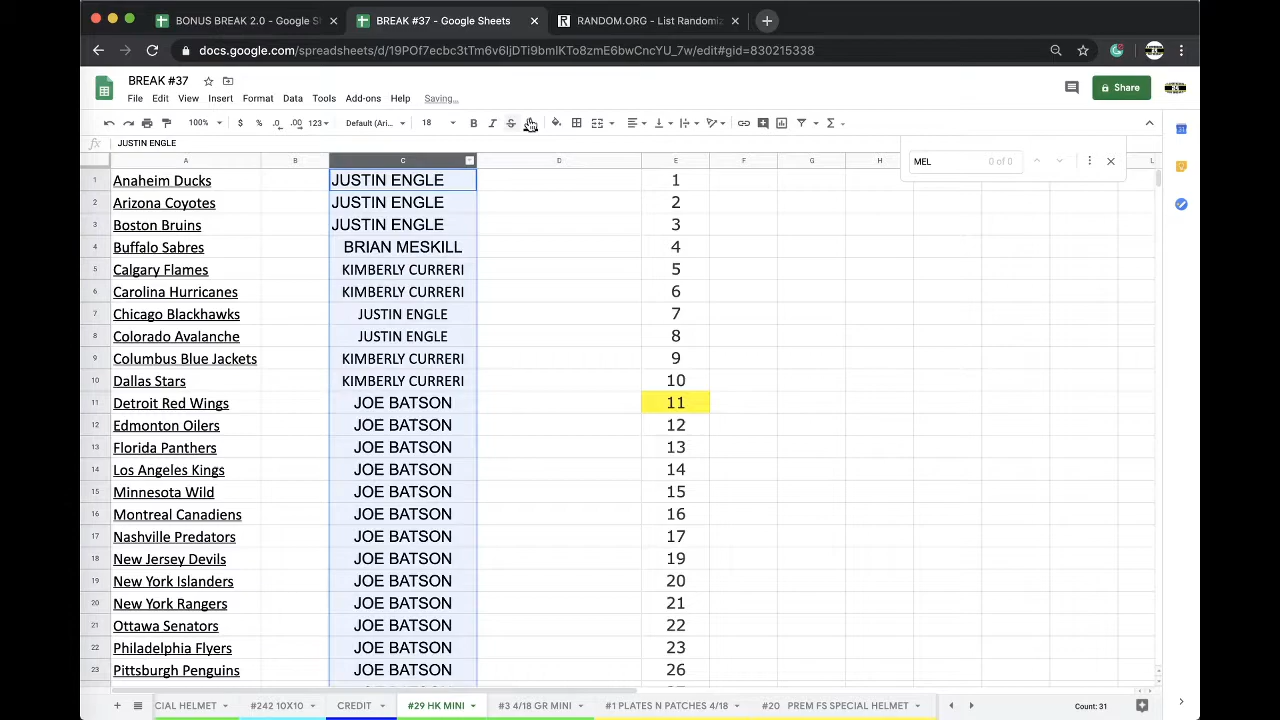 BONUS BREAK 2.0 - Google S
BREAK #37 - Google Sheets
RANDOM.ORG - List Randomiz
docs.google.com/spreadsheets/d/19POf7ecbc3tTm6v6IjDTi9bmIKTo8zmE6bwCncYU_7w/edit#gid=830215338
BREAK #37
Share
File Edit View Insert Format Data Tools Add-ons Help Saving...
100% $ % .0 .00 123 Default (Ari... 18 B I S
fx JUSTIN ENGLE
MEL 0 of 0
A B C D E F G H L
1 Anaheim Ducks JUSTIN ENGLE 1
2 Arizona Coyotes JUSTIN ENGLE 2
3 Boston Bruins JUSTIN ENGLE 3
4 Buffalo Sabres BRIAN MESKILL 4
5 Calgary Flames KIMBERLY CURRERI 5
6 Carolina Hurricanes KIMBERLY CURRERI 6
7 Chicago Blackhawks JUSTIN ENGLE 7
8 Colorado Avalanche JUSTIN ENGLE 8
9 Columbus Blue Jackets KIMBERLY CURRERI 9
10 Dallas Stars KIMBERLY CURRERI 10
11 Detroit Red Wings JOE BATSON 11
12 Edmonton Oilers JOE BATSON 12
13 Florida Panthers JOE BATSON 13
14 Los Angeles Kings JOE BATSON 14
15 Minnesota Wild JOE BATSON 15
16 Montreal Canadiens JOE BATSON 16
17 Nashville Predators JOE BATSON 17
18 New Jersey Devils JOE BATSON 19
19 New York Islanders JOE BATSON 20
20 New York Rangers JOE BATSON 21
21 Ottawa Senators JOE BATSON 22
22 Philadelphia Flyers JOE BATSON 23
23 Pittsburgh Penguins JOE BATSON 26
CIAL HELMET #242 10X10 CREDIT #29 HK MINI #3 4/18 GR MINI #1 PLATES N PATCHES 4/18 #20 PREM FS SPECIAL HELMET Count: 31